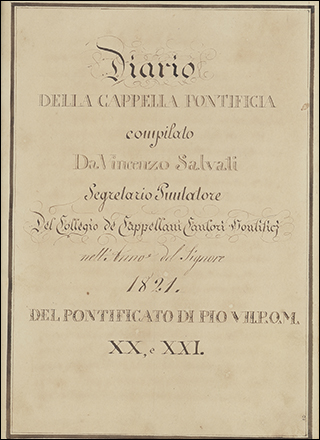 Diario
DELLA CAPPELLA PONTIFICIA
compilato
Da Vincenzo Salvati
Segretario Puntatore
Del Collegio de Cappellani Cantori Pontificj
nell'Anno del Signore
1821.
DEL PONTIFICATO DI PIO VII.P.O.M.
XX, e XXI.